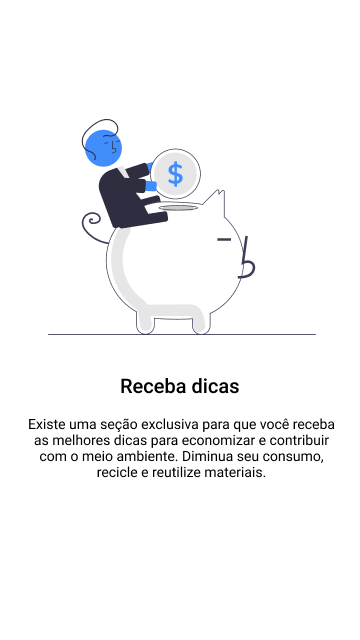 $
Receba dicas
Existe uma seção exclusiva para que você receba
as melhores dicas para economizar e contribuir
com o meio ambiente. Diminua seu consumo,
recicle e reutilize materiais.